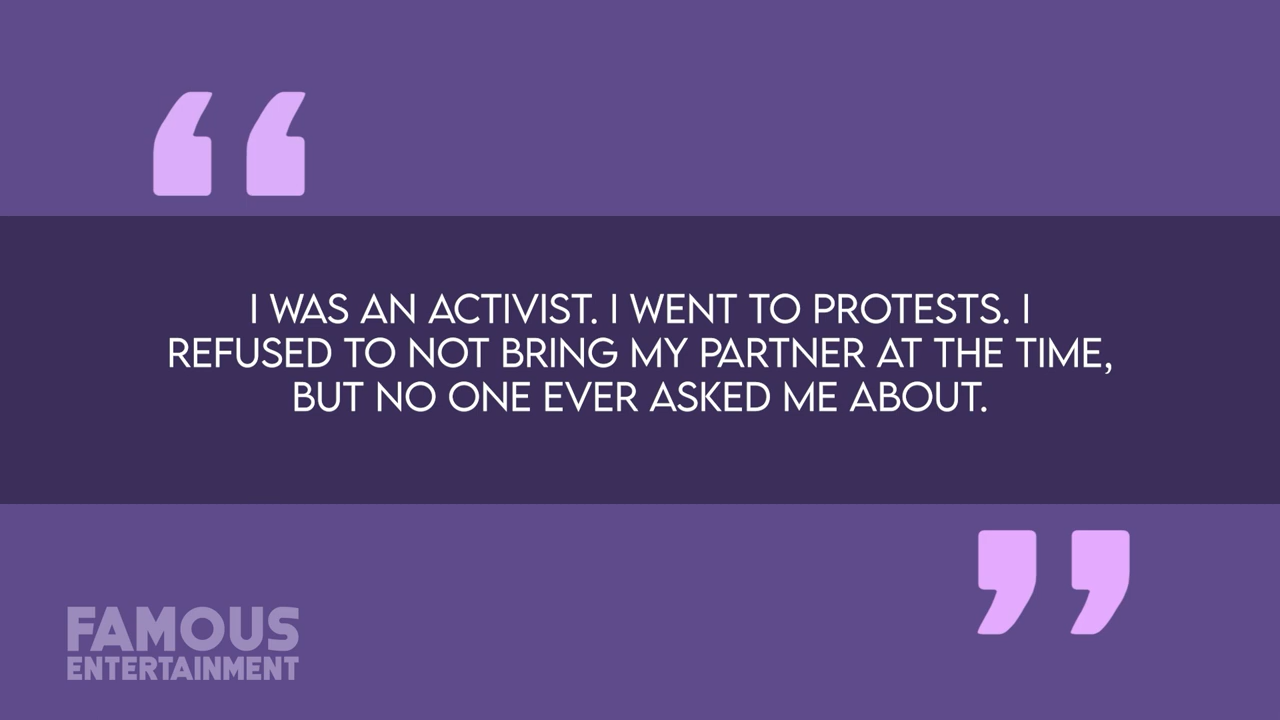 “
I WAS AN ACTIVIST. I WENT TO PROTESTS. I
REFUSED TO NOT BRING MY PARTNER AT THE TIME,
BUT NO ONE EVER ASKED ME ABOUT.
”
FAMOUS
ENTERTAINMENT